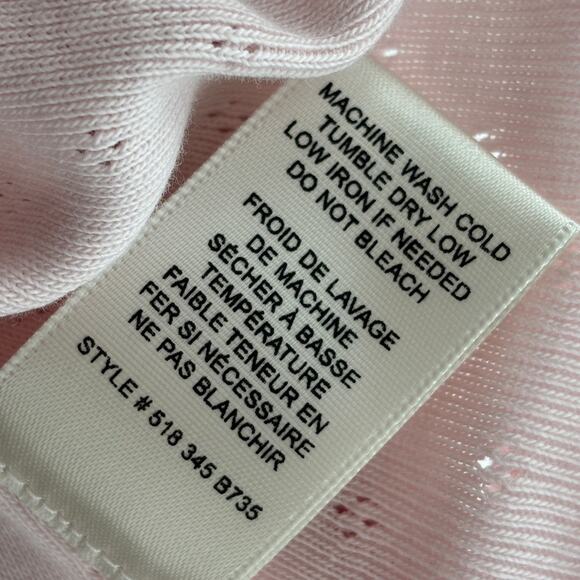 MACHINE WASH COLD
TUMBLE DRY LOW
LOW IRON IF NEEDED
DO NOT BLEACH
FROID DE LAVAGE
DE MACHINE
SÉCHER À BASSE
TEMPÉRATURE
FAIBLE TENEUR EN
FER SI NÉCESSAIRE
NE PAS BLANCHIR
STYLE # 518 345 B735